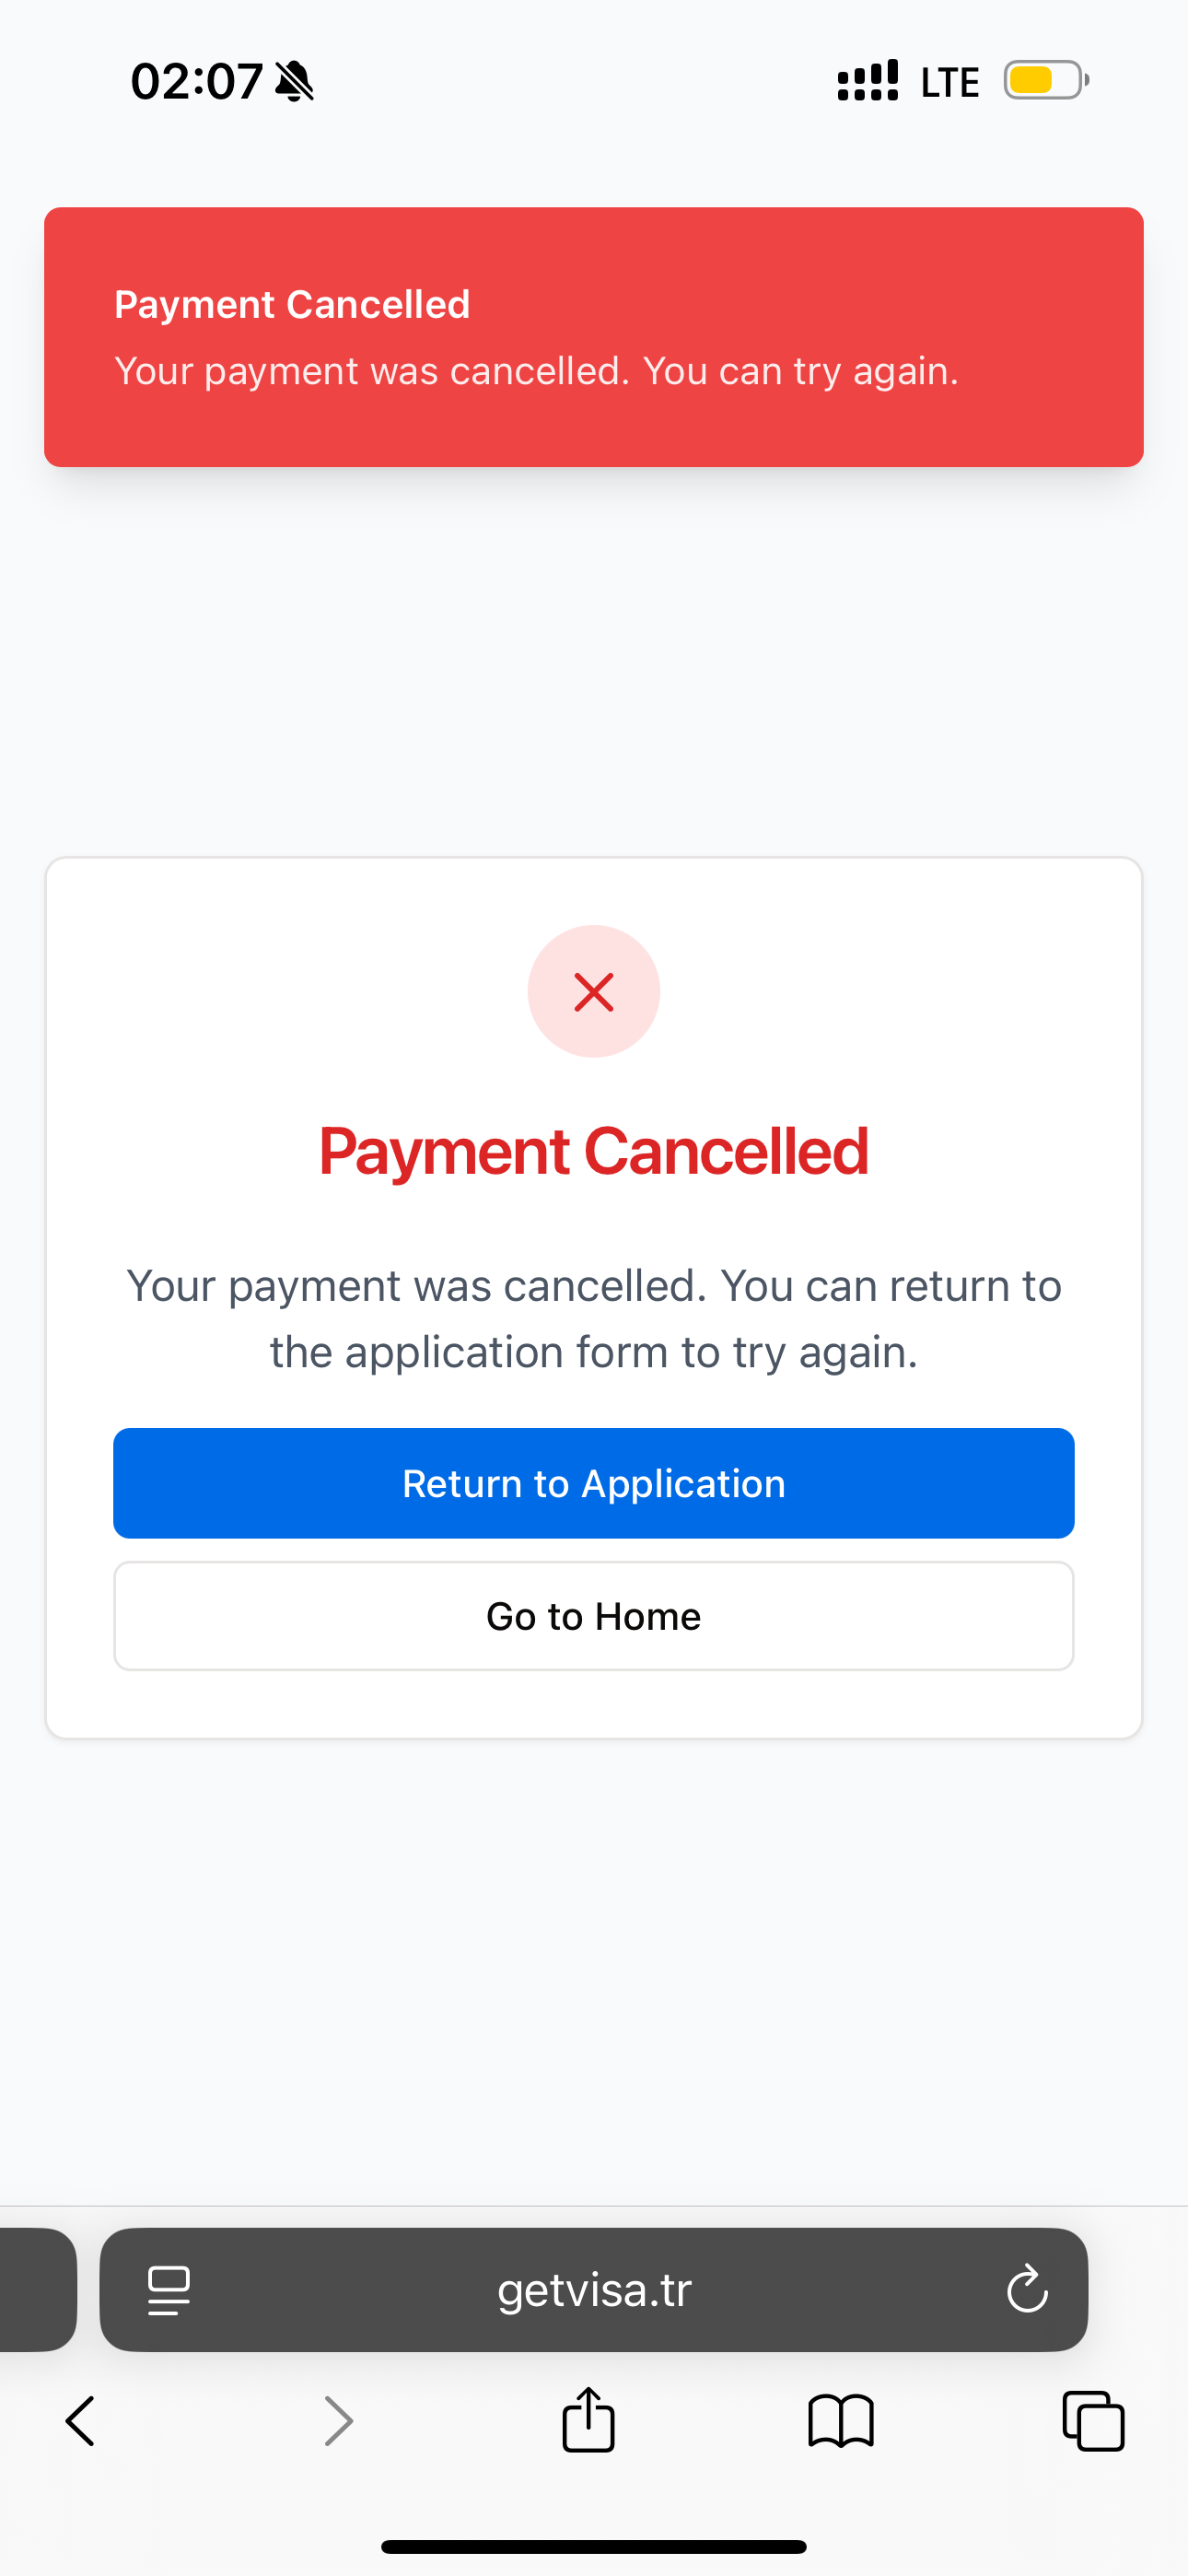 02:07
LTE
Payment Cancelled
Your payment was cancelled. You can try again.
Payment Cancelled
Your payment was cancelled. You can return to
the application form to try again.
Return to Application
Go to Home
getvisa.tr